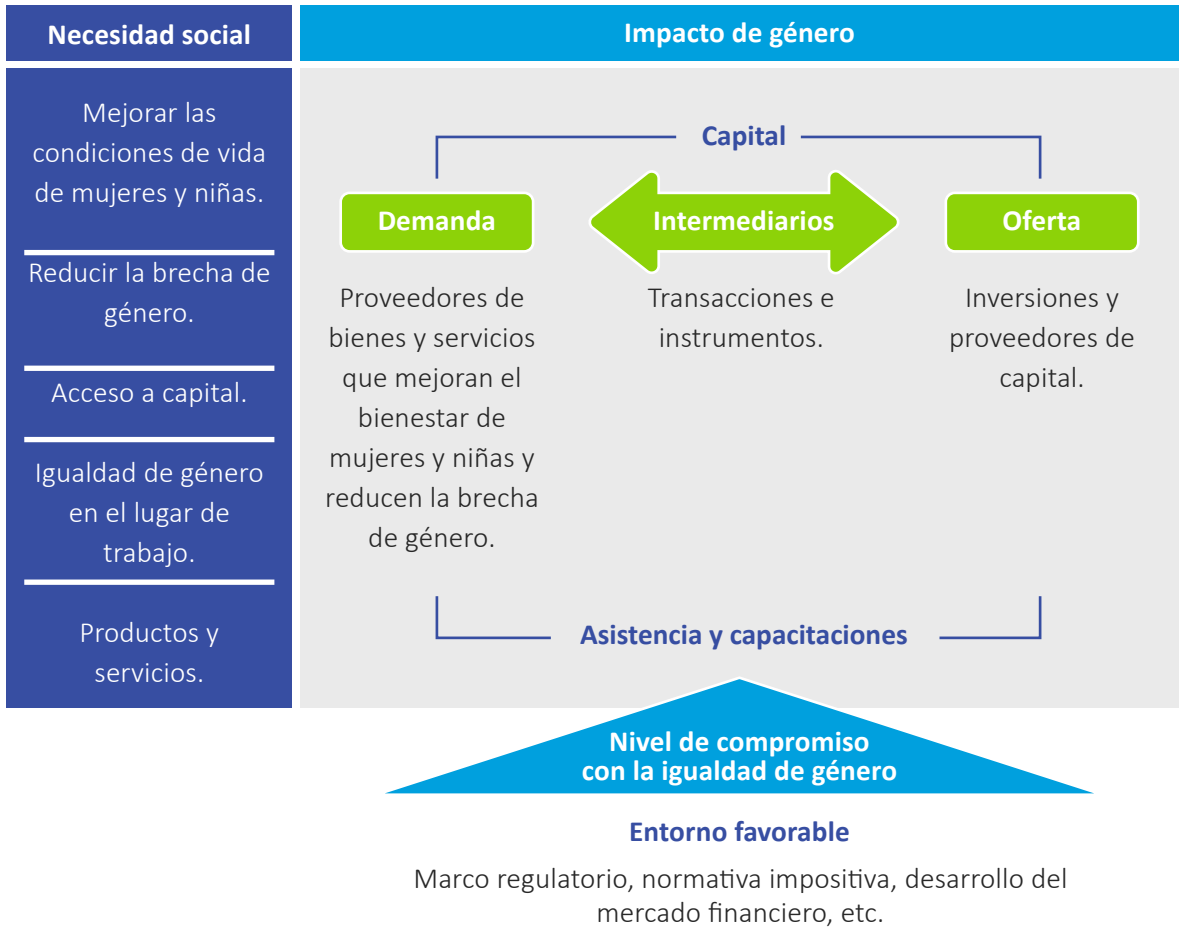 Necesidad social
Mejorar las
condiciones de vida
de mujeres y niñas.
Reducir la brecha de
género.
Acceso a capital.
Igualdad de género
en el lugar de
trabajo.
Productos y
servicios.
Impacto de género
Capital
Demanda
Proveedores de
bienes y servicios
que mejoran el
bienestar de
mujeres y niñas y
reducen la brecha
de género.
Intermediarios
Transacciones e
instrumentos.
Oferta
Inversiones y
proveedores de
capital.
Asistencia y capacitaciones
Nivel de compromiso
con la igualdad de género
Entorno favorable
Marco regulatorio, normativa impositiva, desarrollo del
mercado financiero, etc.